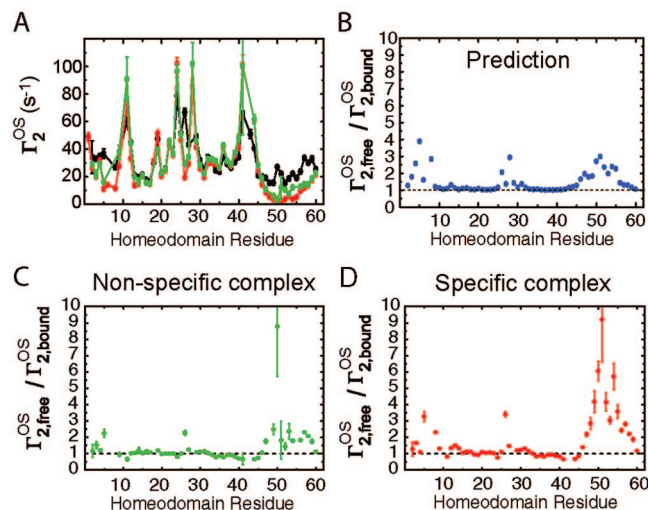 A
Γ₂ᴼˢ (s⁻¹)
100
80
60
40
20
0
10 20 30 40 50 60
Homeodomain Residue
B
Prediction
Γ₂,freeᴼˢ / Γ₂,boundᴼˢ
10
9
8
7
6
5
4
3
2
1
0
10 20 30 40 50 60
Homeodomain Residue
C
Non-specific complex
Γ₂,freeᴼˢ / Γ₂,boundᴼˢ
10
9
8
7
6
5
4
3
2
1
0
10 20 30 40 50 60
Homeodomain Residue
D
Specific complex
Γ₂,freeᴼˢ / Γ₂,boundᴼˢ
10
9
8
7
6
5
4
3
2
1
0
10 20 30 40 50 60
Homeodomain Residue